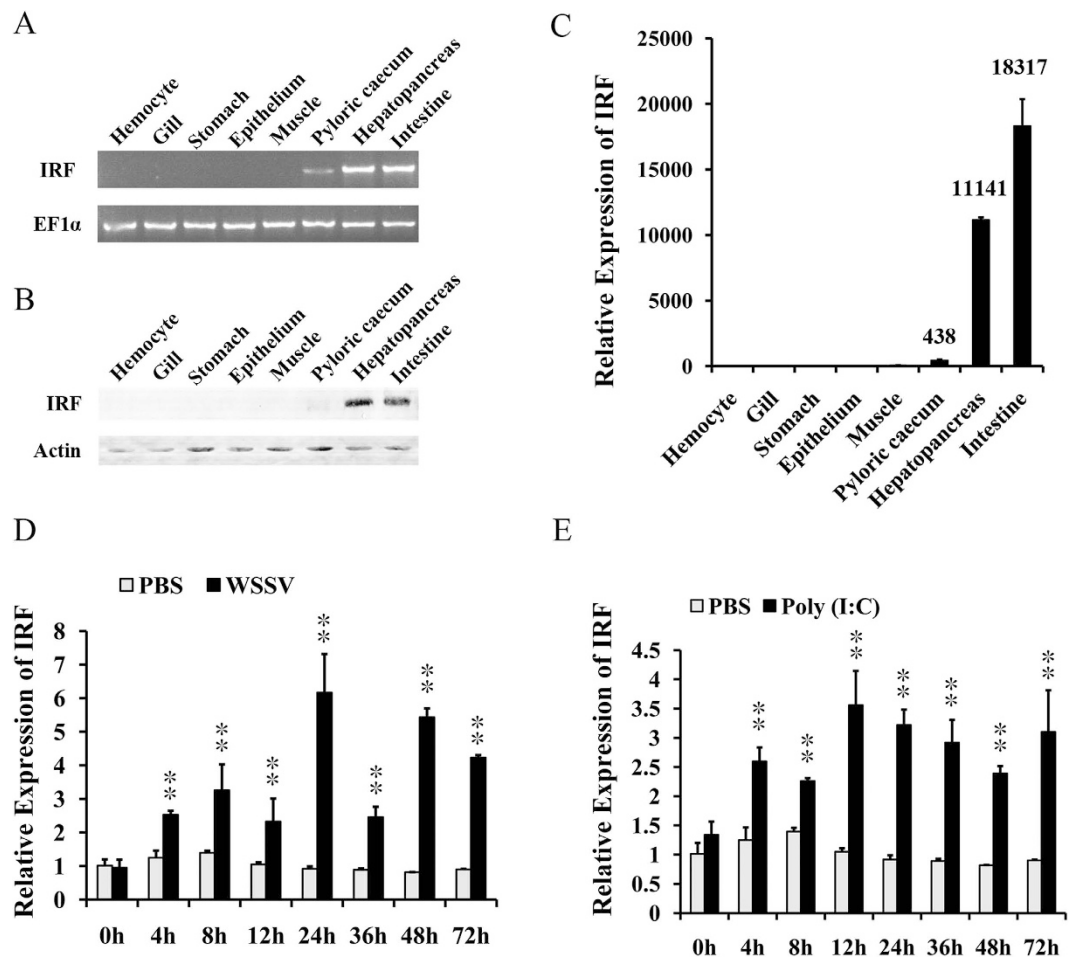 A
Hemocyte
Gill
Stomach
Epithelium
Muscle
Pyloric caecum
Hepatopancreas
Intestine
IRF
EF1α
B
Hemocyte
Gill
Stomach
Epithelium
Muscle
Pyloric caecum
Hepatopancreas
Intestine
IRF
Actin
C
Relative Expression of IRF
25000
20000
15000
10000
5000
0
438
11141
18317
Hemocyte
Gill
Stomach
Epithelium
Muscle
Pyloric caecum
Hepatopancreas
Intestine
D
PBS WSSV
Relative Expression of IRF
8
7
6
5
4
3
2
1
0
** ** ** ** ** ** **
0h 4h 8h 12h 24h 36h 48h 72h
E
PBS Poly (I:C)
Relative Expression of IRF
4.5
4
3.5
3
2.5
2
1.5
1
0.5
0
** ** ** ** ** ** **
0h 4h 8h 12h 24h 36h 48h 72h